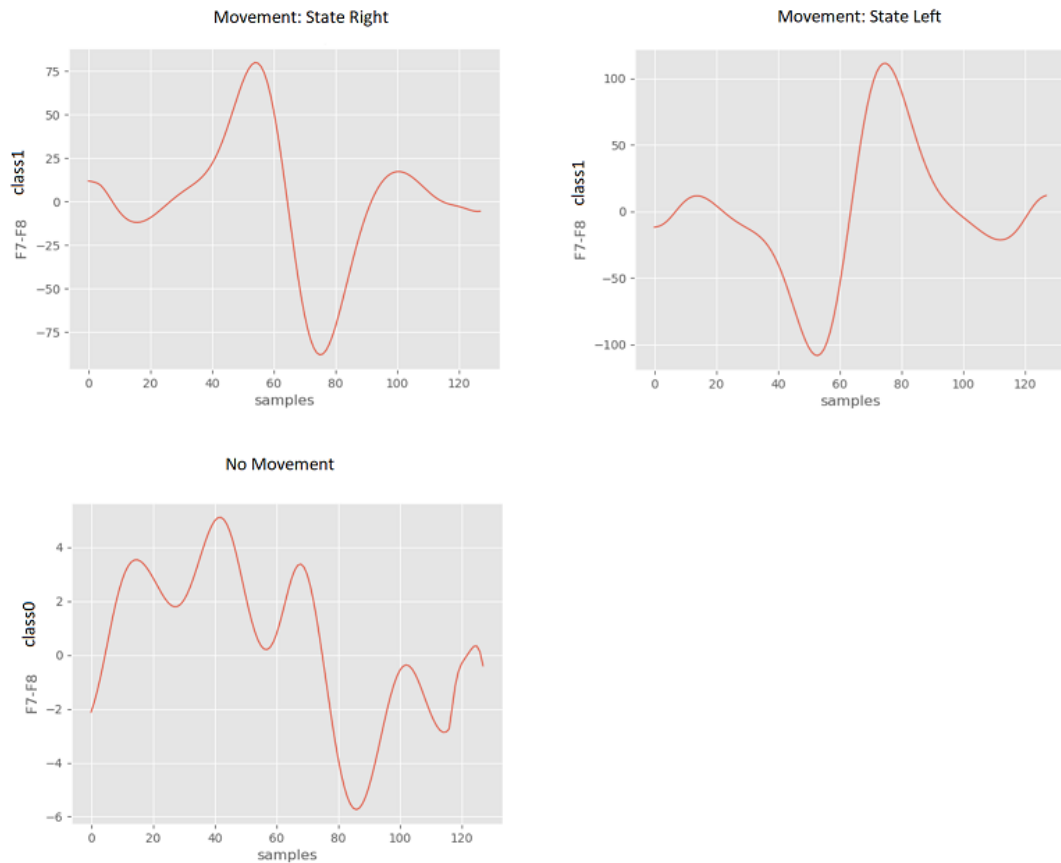 Movement: State Right
75
50
25
0
−25
−50
−75
class1
F7-F8
0 20 40 60 80 100 120
samples
Movement: State Left
100
50
0
−50
−100
class1
F7-F8
0 20 40 60 80 100 120
samples
No Movement
4
2
0
−2
−4
−6
class0
F7-F8
0 20 40 60 80 100 120
samples